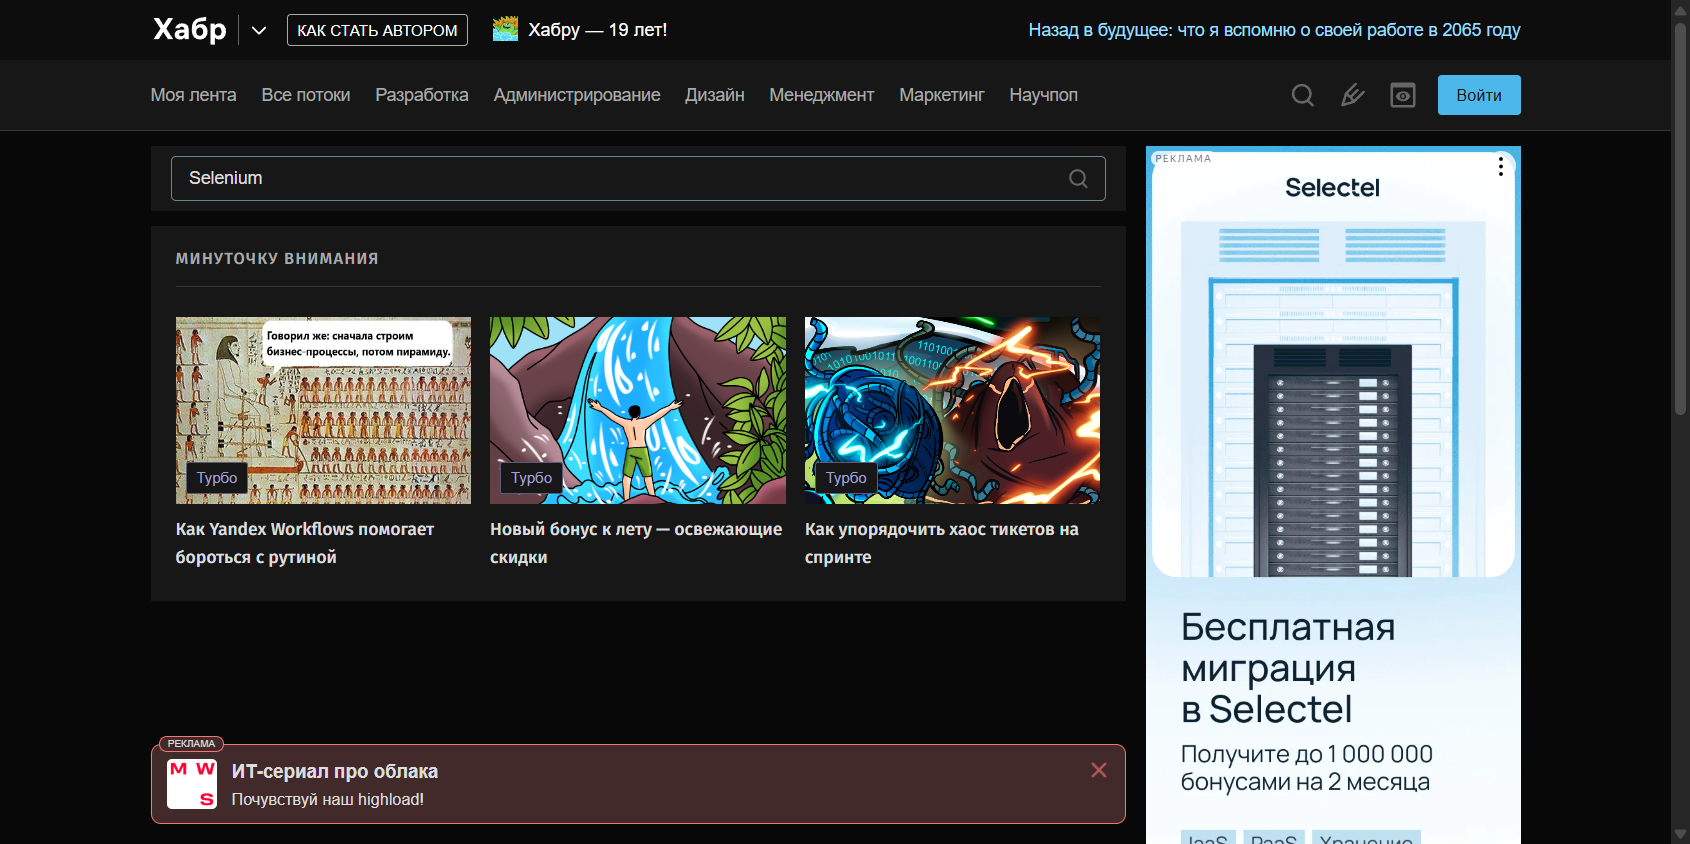 Хабр
КАК СТАТЬ АВТОРОМ
Хабру — 19 лет!
Назад в будущее: что я вспомню о своей работе в 2065 году
Моя лента Все потоки Разработка Администрирование Дизайн Менеджмент Маркетинг Научпоп
Войти
Selenium
МИНУТОЧКУ ВНИМАНИЯ
Говорил же: сначала строим
бизнес-процессы, потом пирамиду.
Турбо
Как Yandex Workflows помогает
бороться с рутиной
Турбо
Новый бонус к лету — освежающие
скидки
Турбо
Как упорядочить хаос тикетов на
спринте
РЕКЛАМА
M W
S
ИТ-сериал про облака
Почувствуй наш highload!
РЕКЛАМА
Selectel
Бесплатная
миграция
в Selectel
Получите до 1 000 000
бонусами на 2 месяца
IaaS PaaS Хранение